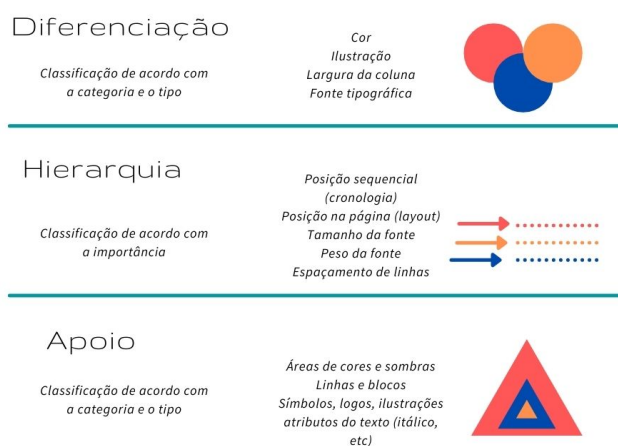 Diferenciação
Classificação de acordo com
a categoria e o tipo
Cor
Ilustração
Largura da coluna
Fonte tipográfica
Hierarquia
Classificação de acordo com
a importância
Posição sequencial
(cronologia)
Posição na página (layout)
Tamanho da fonte
Peso da fonte
Espaçamento de linhas
Apoio
Classificação de acordo com
a categoria e o tipo
Áreas de cores e sombras
Linhas e blocos
Símbolos, logos, ilustrações
atributos do texto (itálico,
etc)